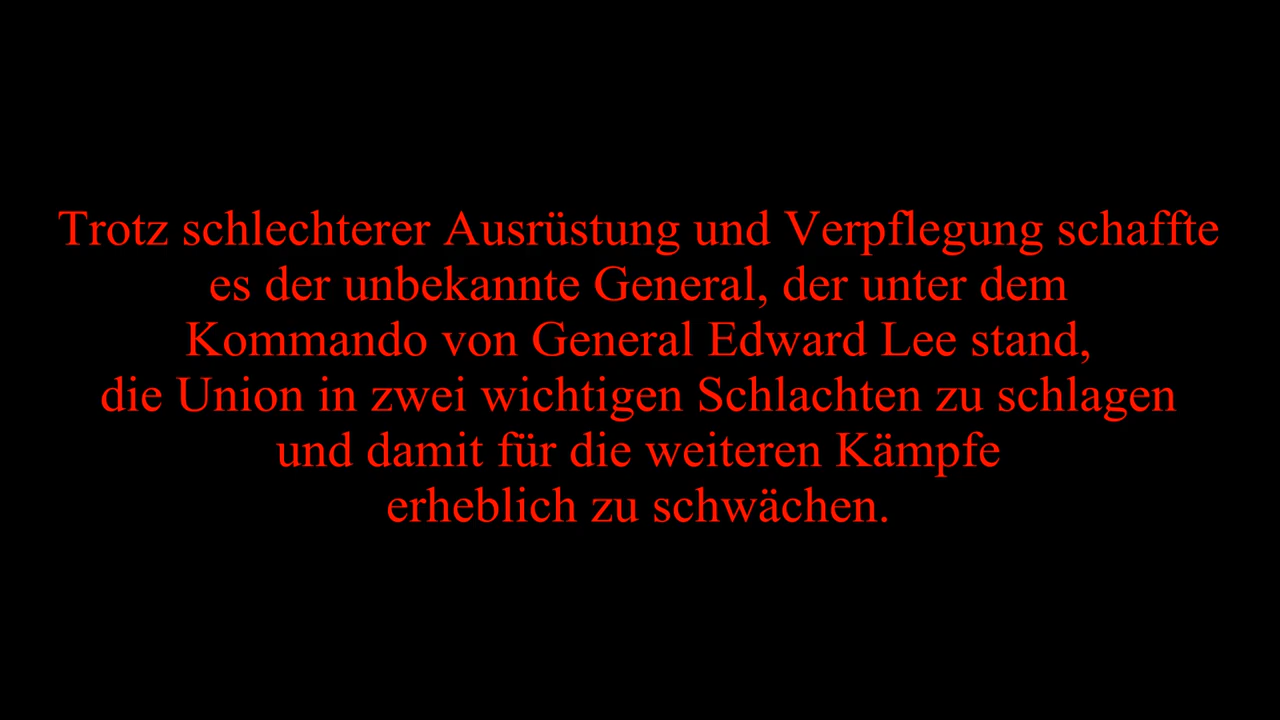 Trotz schlechterer Ausrüstung und Verpflegung schaffte
es der unbekannte General, der unter dem
Kommando von General Edward Lee stand,
die Union in zwei wichtigen Schlachten zu schlagen
und damit für die weiteren Kämpfe
erheblich zu schwächen.